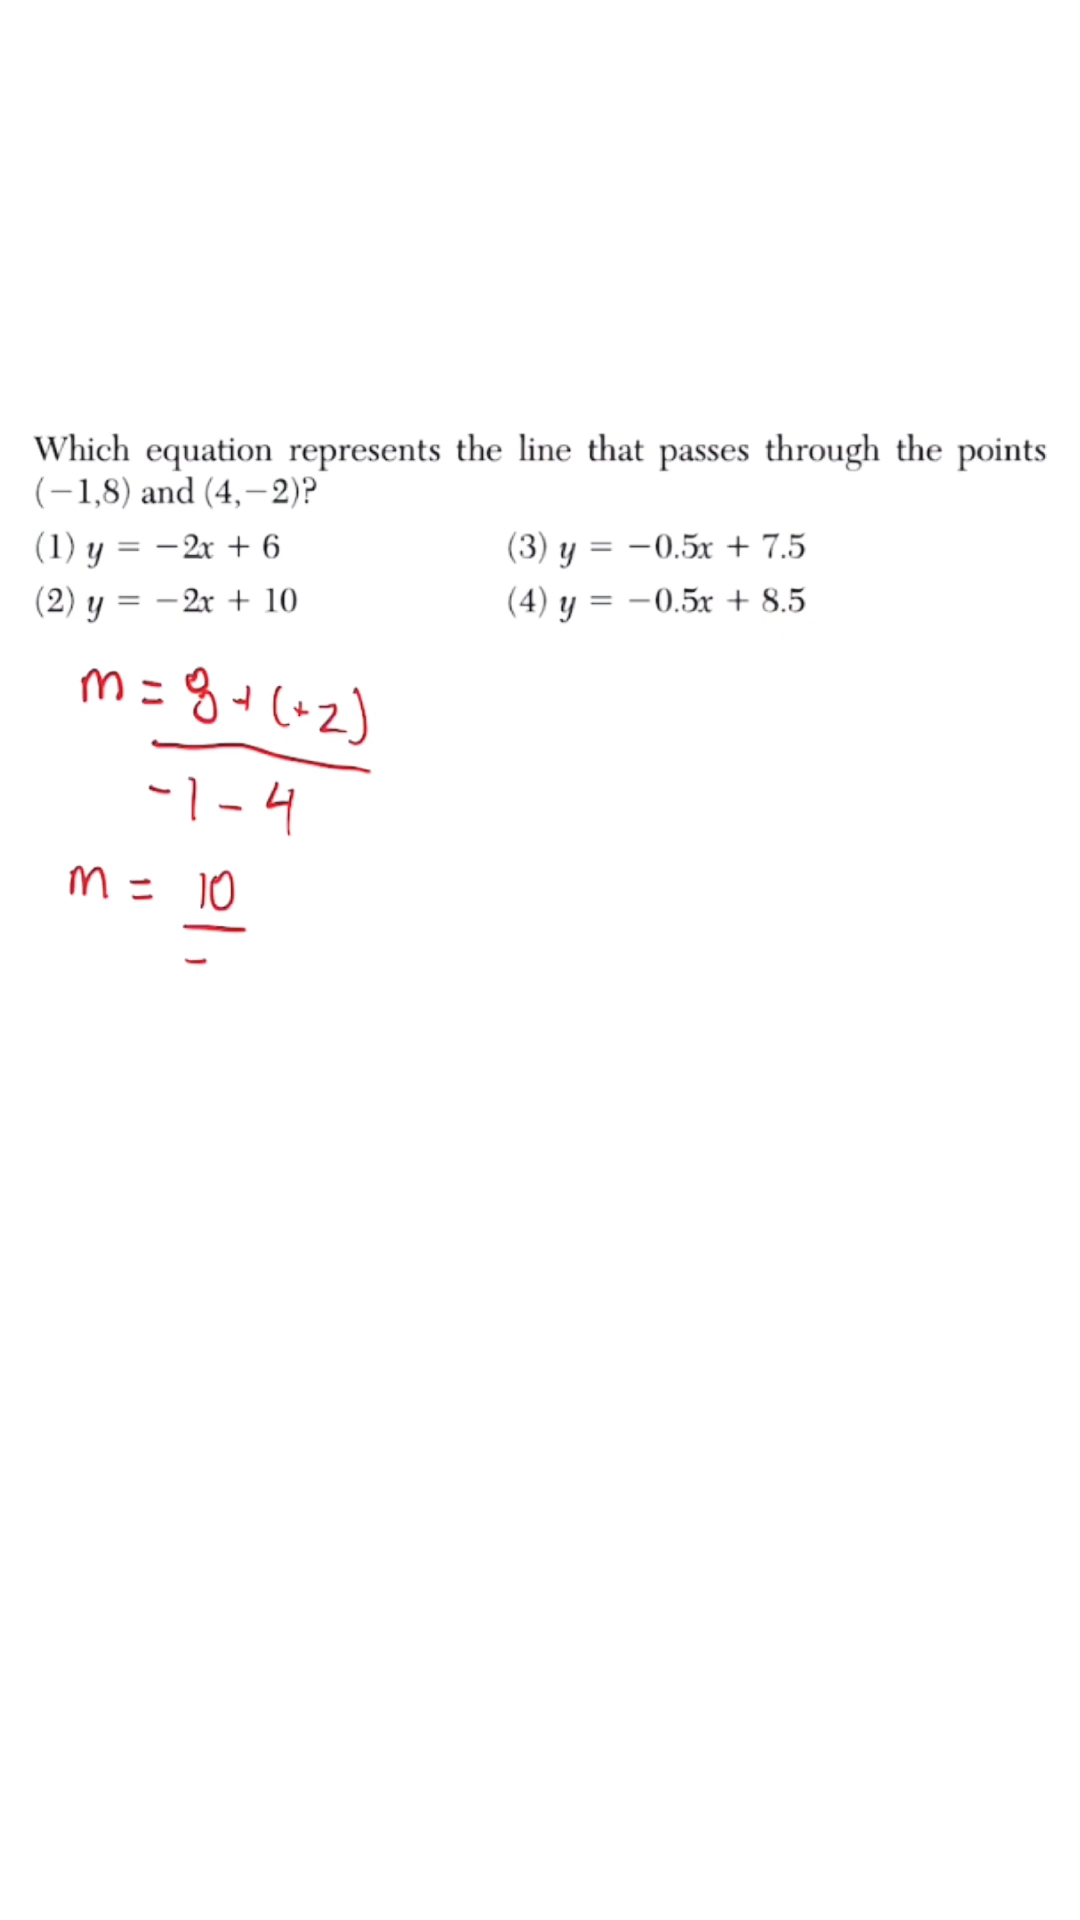 Which equation represents the line that passes through the points
(−1,8) and (4,−2)?
(1) y = −2x + 6
(3) y = −0.5x + 7.5
(2) y = −2x + 10
(4) y = −0.5x + 8.5
m = 8 + (+2)
-1 - 4
m = 10
-